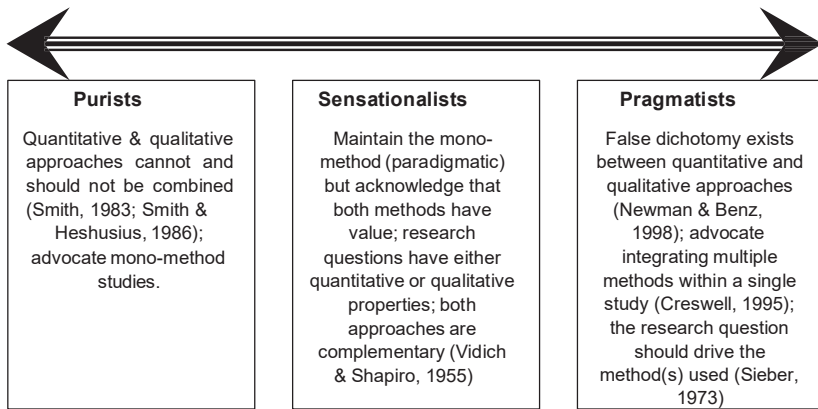 Purists
Quantitative & qualitative
approaches cannot and
should not be combined
(Smith, 1983; Smith &
Heshusius, 1986);
advocate mono-method
studies.
Sensationalists
Maintain the mono-
method (paradigmatic)
but acknowledge that
both methods have
value; research
questions have either
quantitative or qualitative
properties; both
approaches are
complementary (Vidich
& Shapiro, 1955)
Pragmatists
False dichotomy exists
between quantitative and
qualitative approaches
(Newman & Benz,
1998); advocate
integrating multiple
methods within a single
study (Creswell, 1995);
the research question
should drive the
method(s) used (Sieber,
1973)